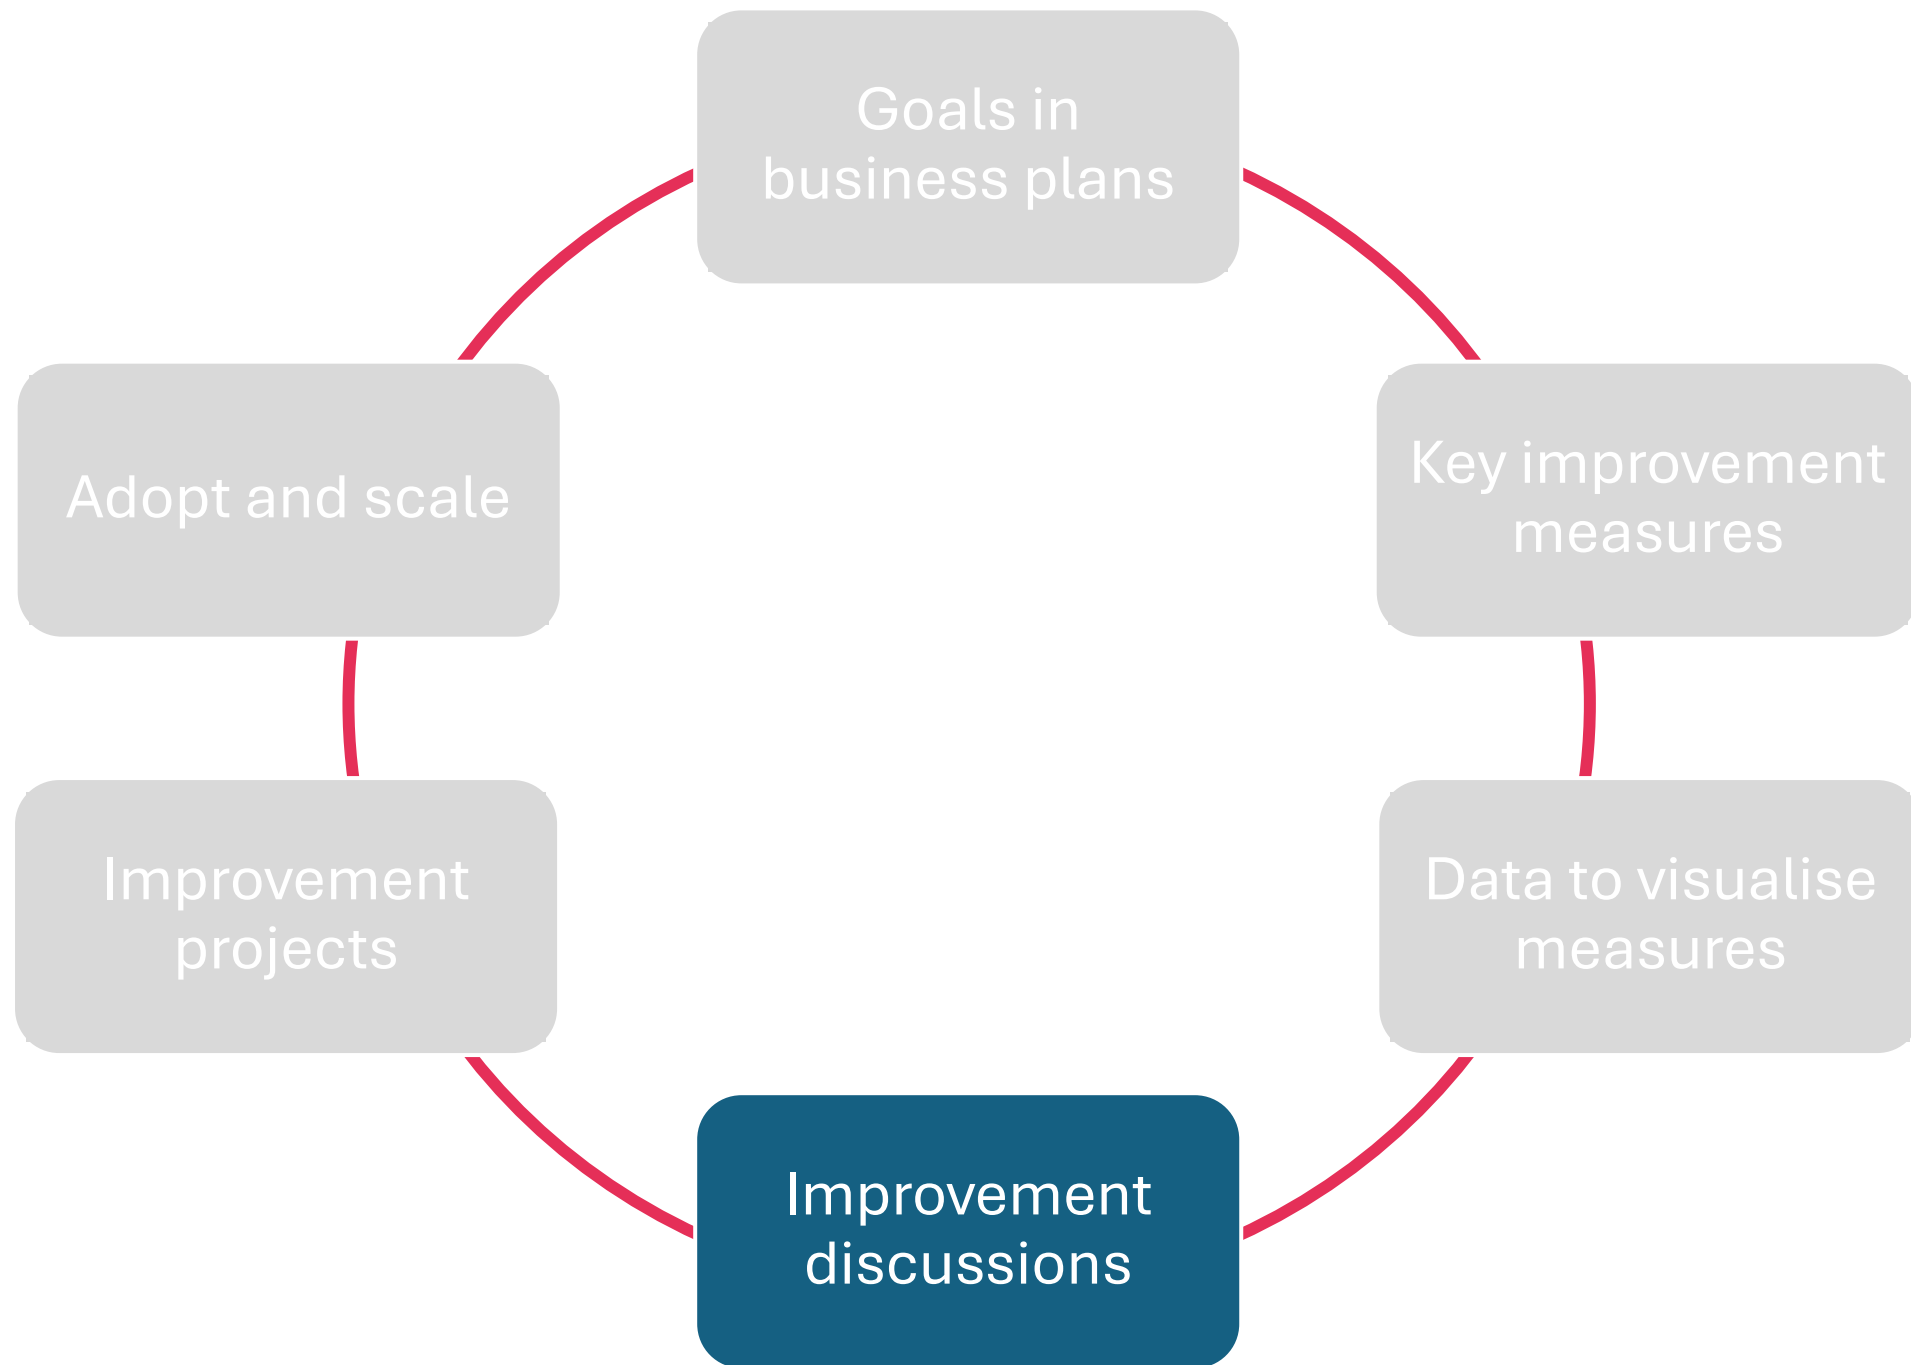 Goals in
business plans
Key improvement
measures
Data to visualise
measures
Improvement
discussions
Improvement
projects
Adopt and scale